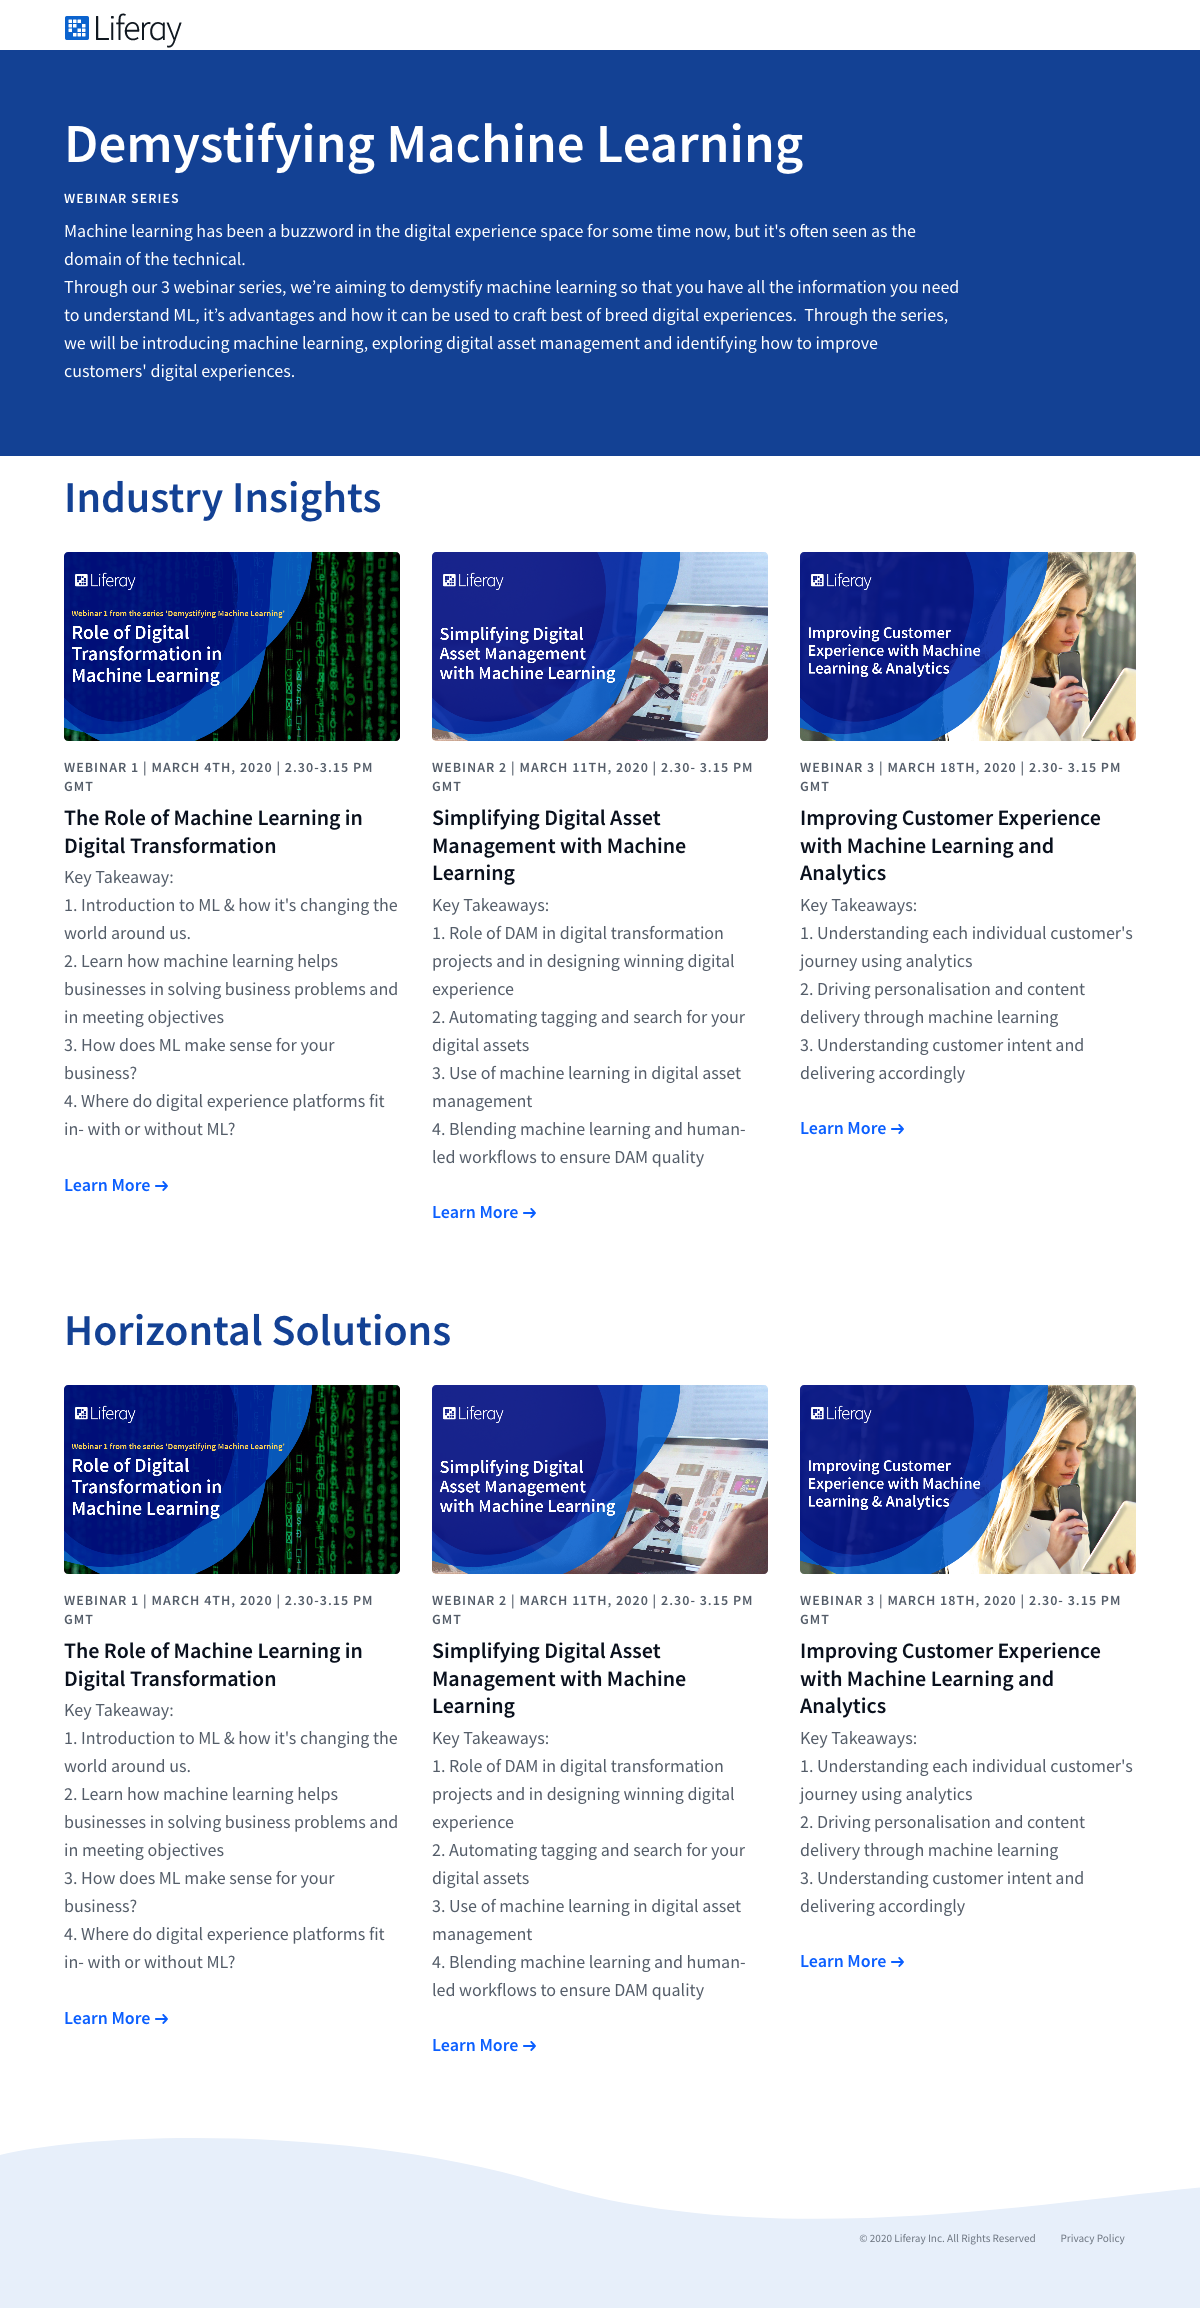 Liferay
Demystifying Machine Learning
WEBINAR SERIES
Machine learning has been a buzzword in the digital experience space for some time now, but it's often seen as the
domain of the technical.
Through our 3 webinar series, we’re aiming to demystify machine learning so that you have all the information you need
to understand ML, it’s advantages and how it can be used to craft best of breed digital experiences.  Through the series,
we will be introducing machine learning, exploring digital asset management and identifying how to improve
customers' digital experiences.
Industry Insights
Liferay
Webinar 1 from the series 'Demystifying Machine Learning'
Role of Digital
Transformation in
Machine Learning
WEBINAR 1 | MARCH 4TH, 2020 | 2.30-3.15 PM
GMT
The Role of Machine Learning in
Digital Transformation
Key Takeaway:
1. Introduction to ML & how it's changing the
world around us.
2. Learn how machine learning helps
businesses in solving business problems and
in meeting objectives
3. How does ML make sense for your
business?
4. Where do digital experience platforms fit
in- with or without ML?
Learn More →
Liferay
Simplifying Digital
Asset Management
with Machine Learning
WEBINAR 2 | MARCH 11TH, 2020 | 2.30- 3.15 PM
GMT
Simplifying Digital Asset
Management with Machine
Learning
Key Takeaways:
1. Role of DAM in digital transformation
projects and in designing winning digital
experience
2. Automating tagging and search for your
digital assets
3. Use of machine learning in digital asset
management
4. Blending machine learning and human-
led workflows to ensure DAM quality
Learn More →
Liferay
Improving Customer
Experience with Machine
Learning & Analytics
WEBINAR 3 | MARCH 18TH, 2020 | 2.30- 3.15 PM
GMT
Improving Customer Experience
with Machine Learning and
Analytics
Key Takeaways:
1. Understanding each individual customer's
journey using analytics
2. Driving personalisation and content
delivery through machine learning
3. Understanding customer intent and
delivering accordingly
Learn More →
Horizontal Solutions
Liferay
Webinar 1 from the series 'Demystifying Machine Learning'
Role of Digital
Transformation in
Machine Learning
WEBINAR 1 | MARCH 4TH, 2020 | 2.30-3.15 PM
GMT
The Role of Machine Learning in
Digital Transformation
Key Takeaway:
1. Introduction to ML & how it's changing the
world around us.
2. Learn how machine learning helps
businesses in solving business problems and
in meeting objectives
3. How does ML make sense for your
business?
4. Where do digital experience platforms fit
in- with or without ML?
Learn More →
Liferay
Simplifying Digital
Asset Management
with Machine Learning
WEBINAR 2 | MARCH 11TH, 2020 | 2.30- 3.15 PM
GMT
Simplifying Digital Asset
Management with Machine
Learning
Key Takeaways:
1. Role of DAM in digital transformation
projects and in designing winning digital
experience
2. Automating tagging and search for your
digital assets
3. Use of machine learning in digital asset
management
4. Blending machine learning and human-
led workflows to ensure DAM quality
Learn More →
Liferay
Improving Customer
Experience with Machine
Learning & Analytics
WEBINAR 3 | MARCH 18TH, 2020 | 2.30- 3.15 PM
GMT
Improving Customer Experience
with Machine Learning and
Analytics
Key Takeaways:
1. Understanding each individual customer's
journey using analytics
2. Driving personalisation and content
delivery through machine learning
3. Understanding customer intent and
delivering accordingly
Learn More →
© 2020 Liferay Inc. All Rights Reserved Privacy Policy